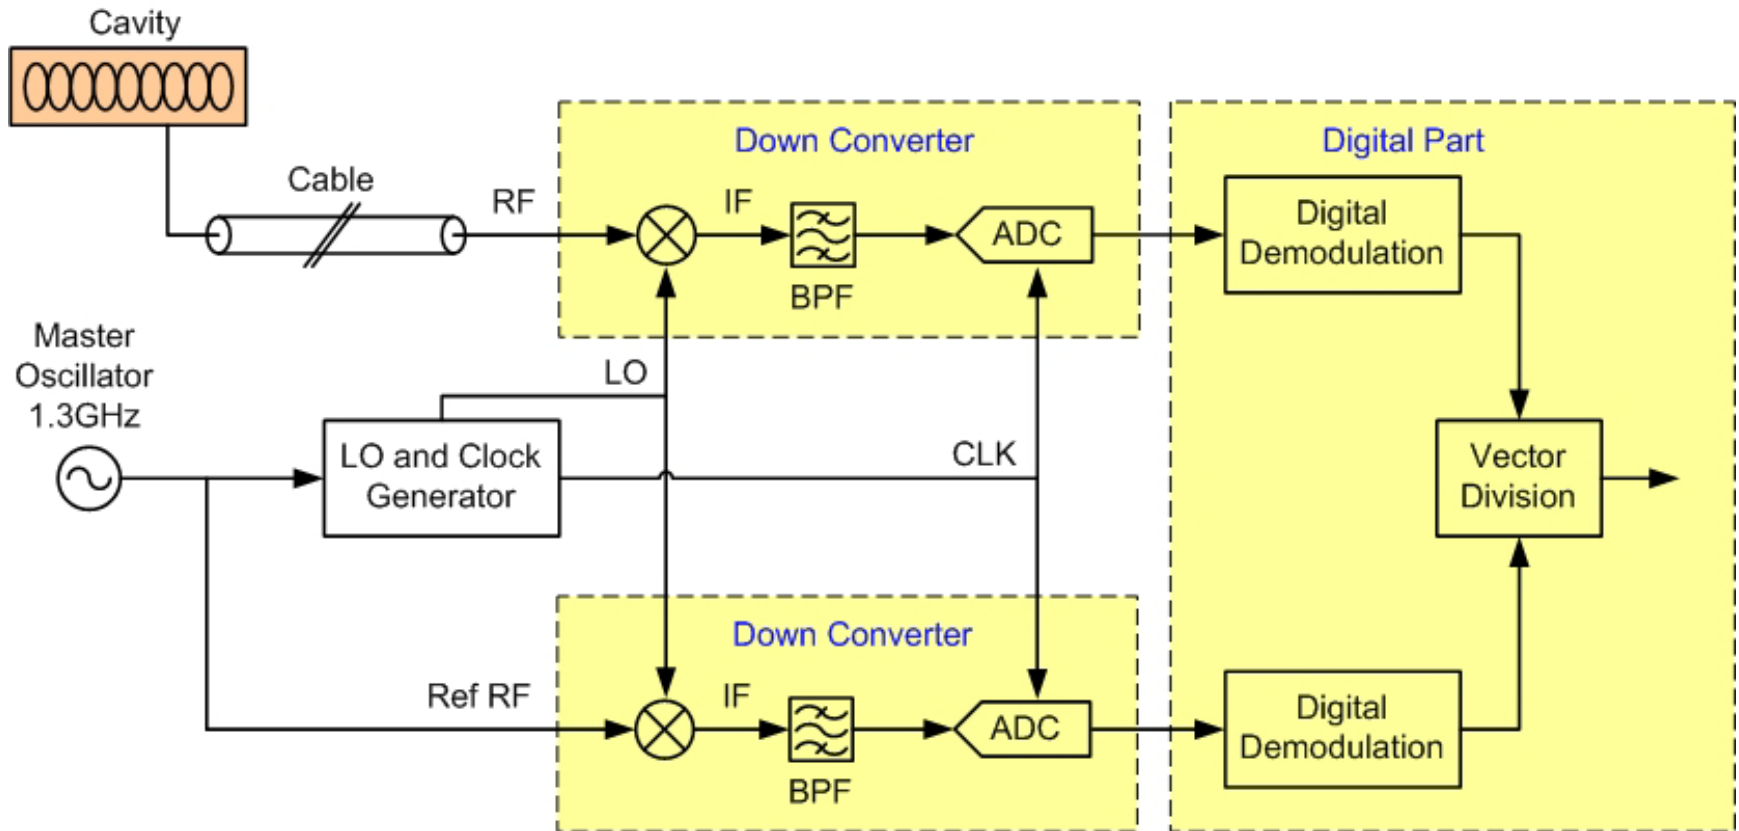 Cavity
Cable
RF
Down Converter
IF
BPF
ADC
Digital Part
Digital
Demodulation
Master
Oscillator
1.3GHz
LO
LO and Clock
Generator
CLK
Vector
Division
Down Converter
Ref RF
IF
BPF
ADC
Digital
Demodulation